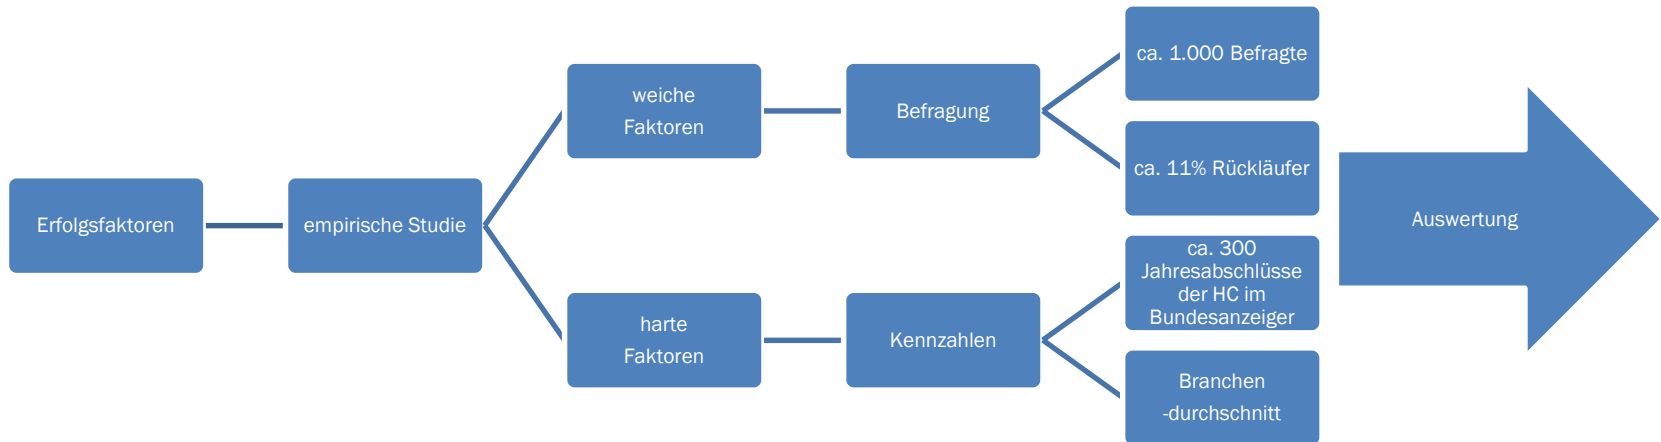 Erfolgsfaktoren
empirische Studie
weiche
Faktoren
Befragung
ca. 1.000 Befragte
ca. 11% Rückläufer
harte
Faktoren
Kennzahlen
ca. 300
Jahresabschlüsse
der HC im
Bundesanzeiger
Branchen
-durchschnitt
Auswertung